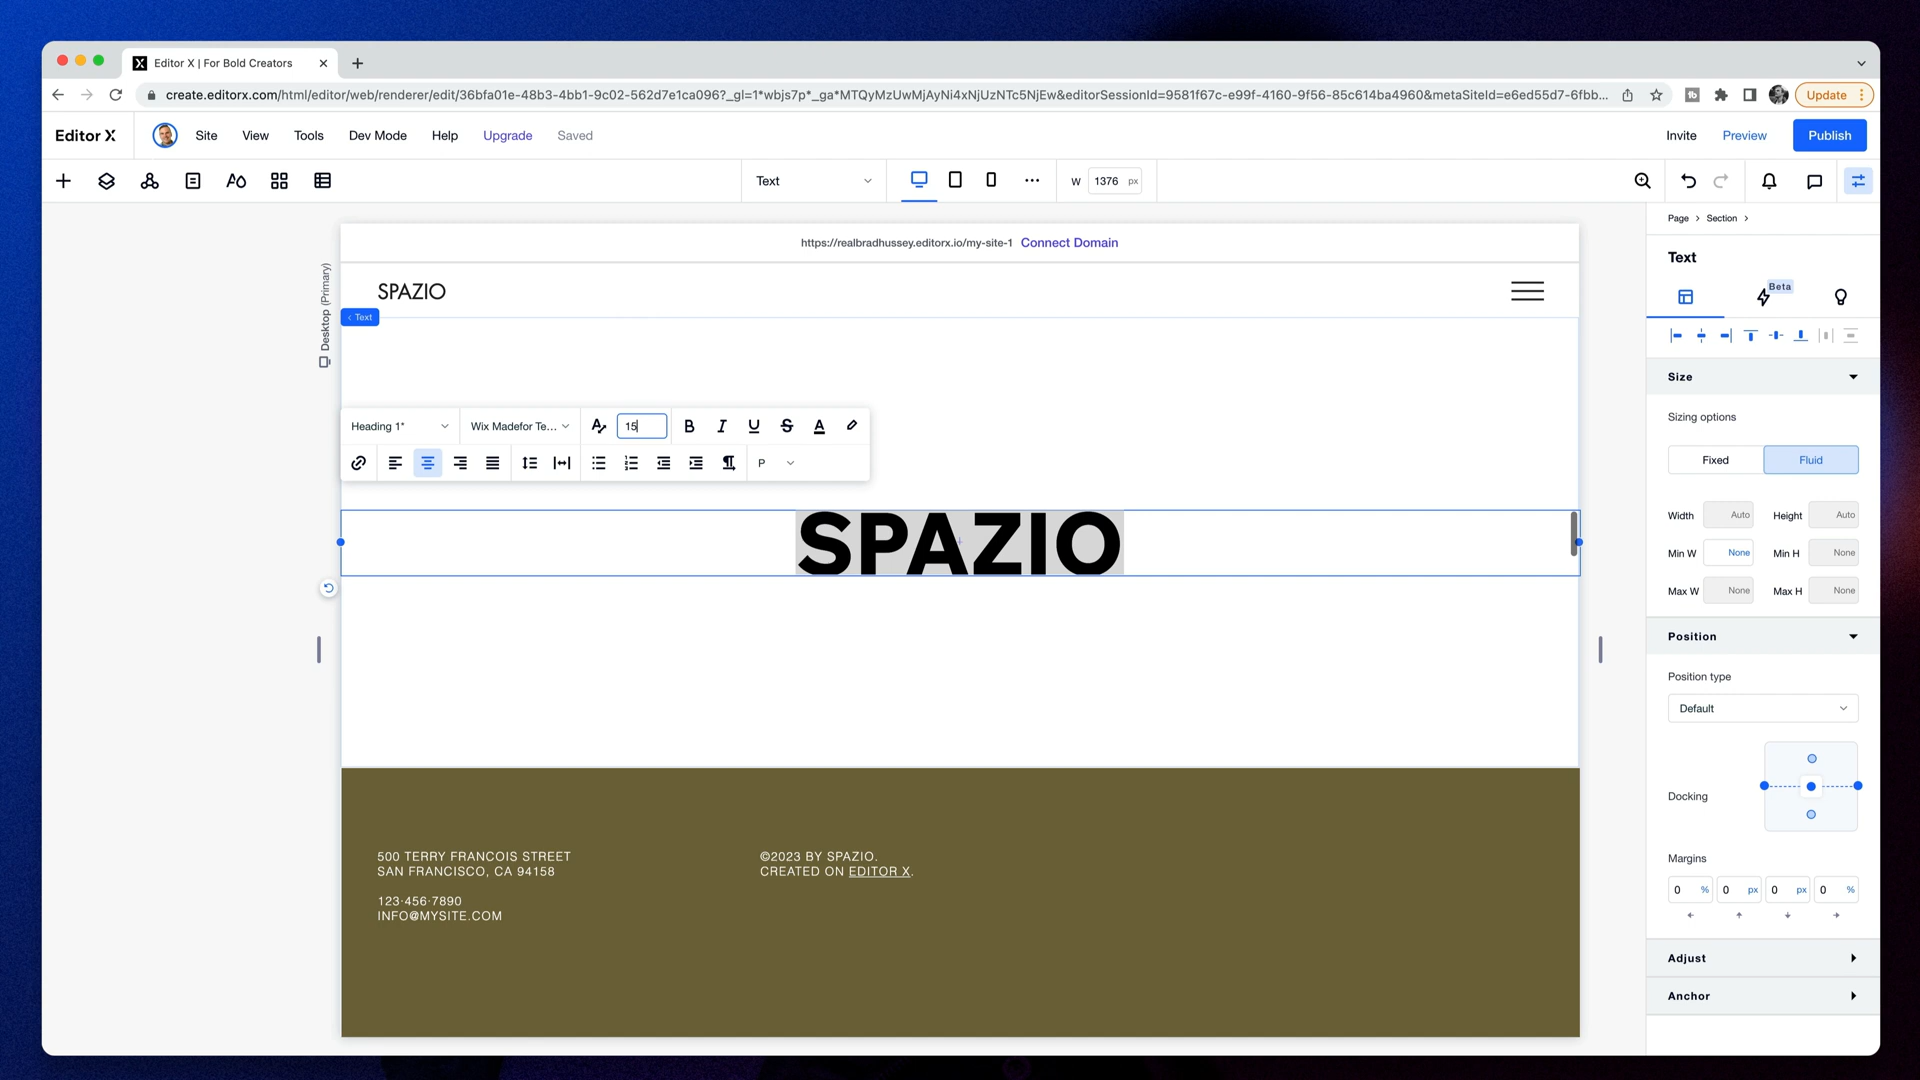 Editor X | For Bold Creators
create.editorx.com/html/editor/web/renderer/edit/36bfa01e-48b3-4bb1-9c02-562d7e1ca096?_gl=1*wbjs7p*_ga*MTQyMzUwMjAyNi4xNjUzNTc5NjEw&editorSessionId=9581f67c-e99f-4160-9f56-85c614ba4960&metaSiteId=e6ed55d7-6fbb...
Update
Editor X
Site
View
Tools
Dev Mode
Help
Upgrade
Saved
Invite
Preview
Publish
Text
W 1376 px
https://realbradhussey.editorx.io/my-site-1 Connect Domain
Desktop (Primary)
SPAZIO
< Text
Heading 1*
Wix Madefor Te...
15
B I U S A
P
SPAZIO
500 TERRY FRANCOIS STREET
SAN FRANCISCO, CA 94158
123-456-7890
INFO@MYSITE.COM
©2023 BY SPAZIO.
CREATED ON EDITOR X.
Page > Section >
Text
Beta
Size
Sizing options
Fixed
Fluid
Width Auto Height Auto
Min W None Min H None
Max W None Max H None
Position
Position type
Default
Docking
Margins
0 % 0 px 0 px 0 %
Adjust
Anchor